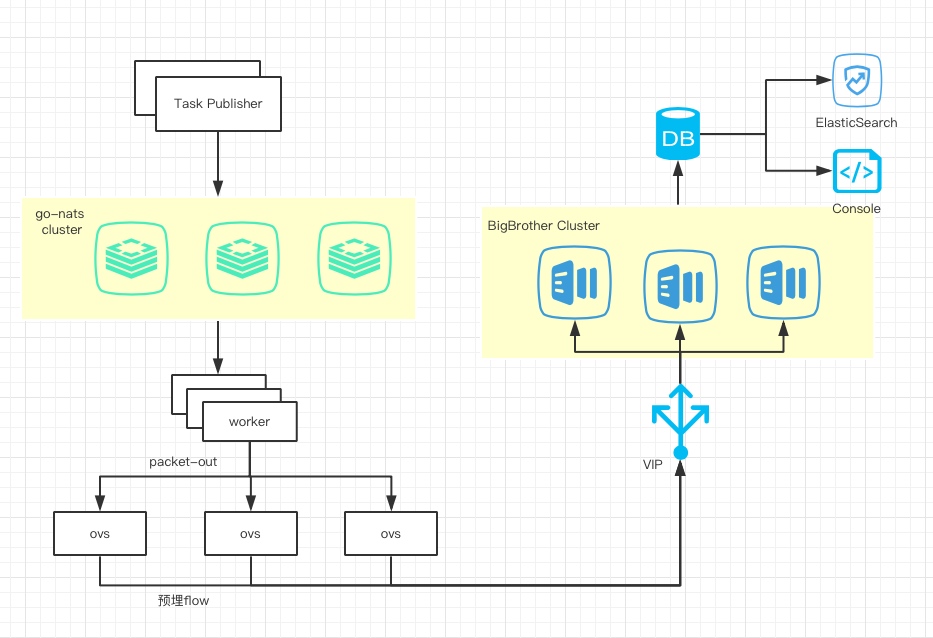 Task Publisher
go-nats
cluster
worker
packet-out
ovs
ovs
ovs
预埋flow
DB
ElasticSearch
</>
Console
BigBrother Cluster
VIP